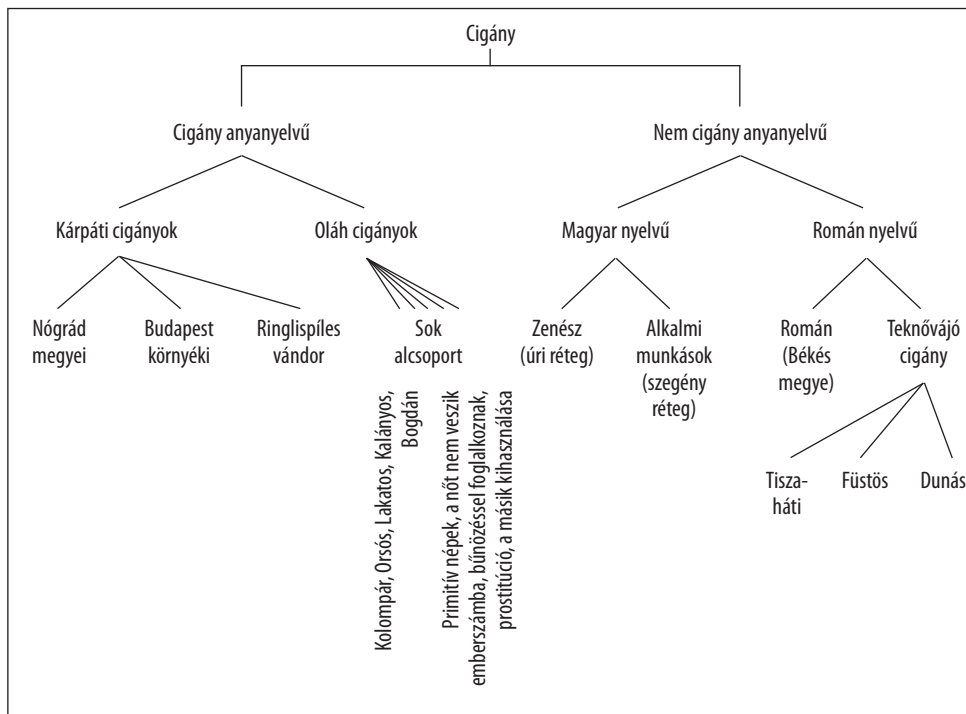 Cigány
Cigány anyanyelvű
Nem cigány anyanyelvű
Kárpáti cigányok
Oláh cigányok
Magyar nyelvű
Román nyelvű
Nógrád
megyei
Budapest
környéki
Ringlispíles
vándor
Sok
alcsoport
Zenész
(úri réteg)
Alkalmi
munkások
(szegény
réteg)
Román
(Békés
megye)
Teknővájó
cigány
Kolompár, Orsós, Lakatos, Kalányos,
Bogdán
Primitív népek, a nőt nem veszik
emberszámba, bűnözéssel foglalkoznak,
prostitúció, a másik kihasználása
Tisza-
háti
Füstös
Dunás